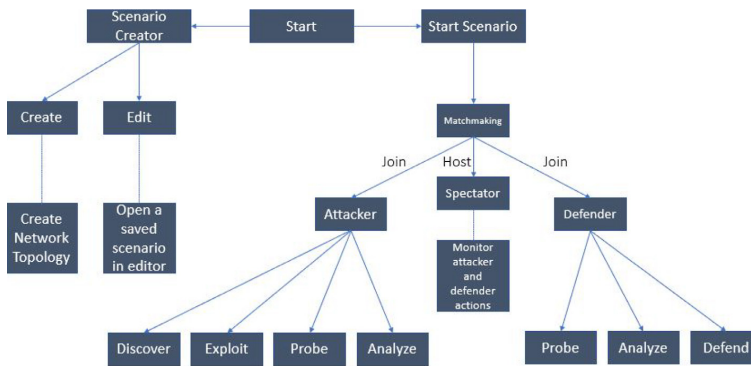 Scenario
Creator
Start
Start Scenario
Create
Edit
Matchmaking
Join
Host
Join
Create
Network
Topology
Open a
saved
scenario
in editor
Attacker
Spectator
Defender
Monitor
attacker
and
defender
actions
Discover
Exploit
Probe
Analyze
Probe
Analyze
Defend